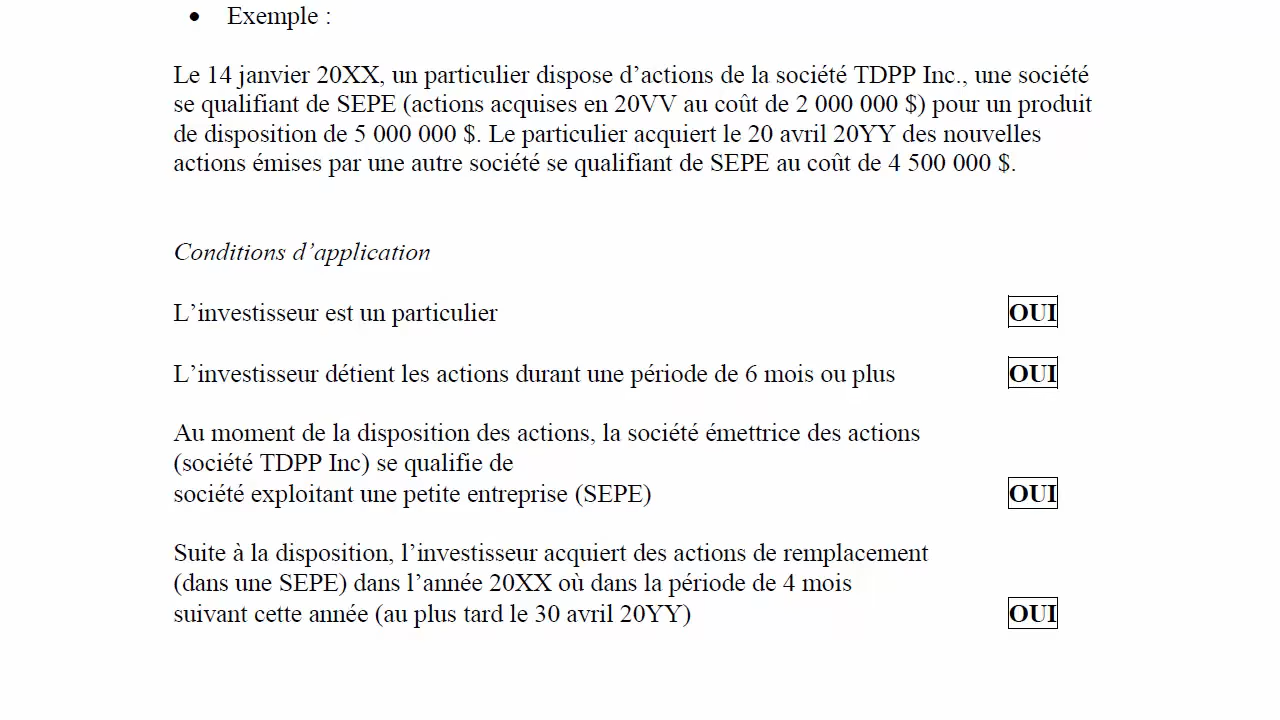 • Exemple :
Le 14 janvier 20XX, un particulier dispose d’actions de la société TDPP Inc., une société
se qualifiant de SEPE (actions acquises en 20VV au coût de 2 000 000 $) pour un produit
de disposition de 5 000 000 $. Le particulier acquiert le 20 avril 20YY des nouvelles
actions émises par une autre société se qualifiant de SEPE au coût de 4 500 000 $.
Conditions d’application
L’investisseur est un particulier OUI
L’investisseur détient les actions durant une période de 6 mois ou plus OUI
Au moment de la disposition des actions, la société émettrice des actions
(société TDPP Inc) se qualifie de
société exploitant une petite entreprise (SEPE) OUI
Suite à la disposition, l’investisseur acquiert des actions de remplacement
(dans une SEPE) dans l’année 20XX où dans la période de 4 mois
suivant cette année (au plus tard le 30 avril 20YY) OUI